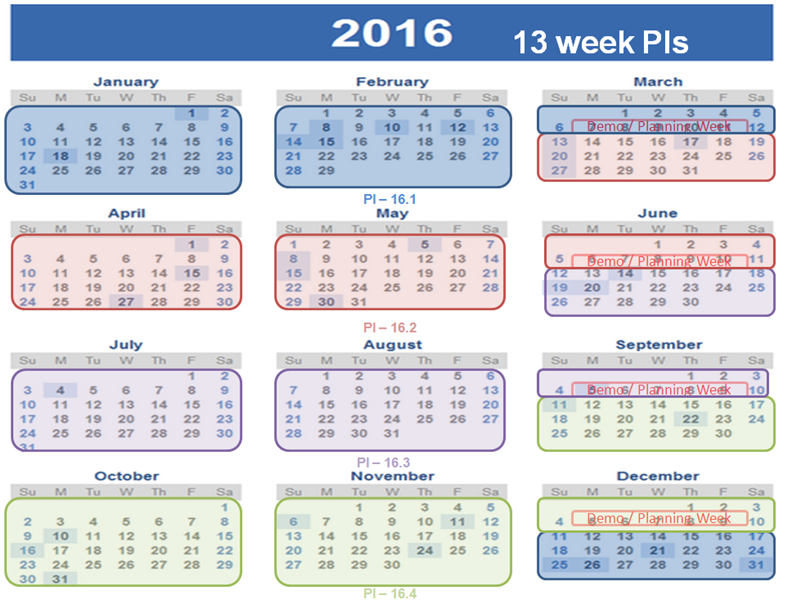 2016
13 week PIs
January
Su M Tu W Th F Sa
1 2
3 4 5 6 7 8 9
10 11 12 13 14 15 16
17 18 19 20 21 22 23
24 25 26 27 28 29 30
31
February
Su M Tu W Th F Sa
1 2 3 4 5 6
7 8 9 10 11 12 13
14 15 16 17 18 19 20
21 22 23 24 25 26 27
28 29
March
Su M Tu W Th F Sa
1 2 3 4 5
6 7 8 10 12
Demo / Planning Week
13 14 15 16 17 18 19
20 21 22 23 24 25 26
27 28 29 30 31
PI – 16.1
April
Su M Tu W Th F Sa
1 2
3 4 5 6 7 8 9
10 11 12 13 14 15 16
17 18 19 20 21 22 23
24 25 26 27 28 29 30
May
Su M Tu W Th F Sa
1 2 3 4 5 6 7
8 9 10 11 12 13 14
15 16 17 18 19 20 21
22 23 24 25 26 27 28
29 30 31
June
Su M Tu W Th F Sa
1 2 3 4
5 8 11
Demo / Planning Week
12 13 14 15 16 17 18
19 20 21 22 23 24 25
26 27 28 29 30
PI – 16.2
July
Su M Tu W Th F Sa
1 2
3 4 5 6 7 8 9
10 11 12 13 14 15 16
17 18 19 20 21 22 23
24 25 26 27 28 29 30
31
August
Su M Tu W Th F Sa
1 2 3 4 5 6
7 8 9 10 11 12 13
14 15 16 17 18 19 20
21 22 23 24 25 26 27
28 29 30 31
September
Su M Tu W Th F Sa
1 2 3
4 8 9 10
Demo / Planning Week
11 12 13 14 15 16 17
18 19 20 21 22 23 24
25 26 27 28 29 30
PI – 16.3
October
Su M Tu W Th F Sa
1
2 3 4 5 6 7 8
9 10 11 12 13 14 15
16 17 18 19 20 21 22
23 24 25 26 27 28 29
30 31
November
Su M Tu W Th F Sa
1 2 3 4 5
6 7 8 9 10 11 12
13 14 15 16 17 18 19
20 21 22 23 24 25 26
27 28 29 30
December
Su M Tu W Th F Sa
1 2 3
4 10
Demo / Planning Week
11 12 13 14 15 16 17
18 19 20 21 22 23 24
25 26 27 28 29 30 31
PI – 16.4